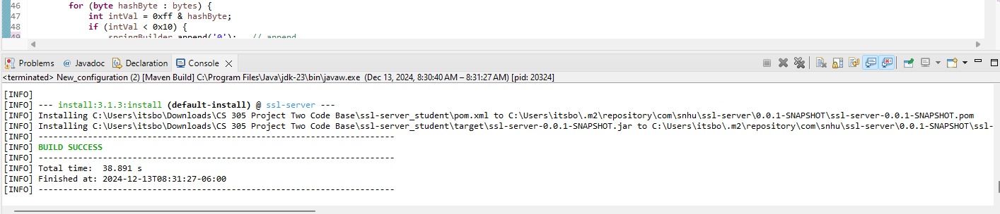 46 for (byte hashByte : bytes) {
47 int intVal = 0xff & hashByte;
48 if (intVal < 0x10) {
49 springBuilder.append('0'); // append
Problems @ Javadoc Declaration Console
<terminated> New_configuration (2) [Maven Build] C:\Program Files\Java\jdk-23\bin\javaw.exe (Dec 13, 2024, 8:30:40 AM – 8:31:27 AM) [pid: 20324]
[INFO]
[INFO] --- install:3.1.3:install (default-install) @ ssl-server ---
[INFO] Installing C:\Users\itsbo\Downloads\CS 305 Project Two Code Base\ssl-server_student\pom.xml to C:\Users\itsbo\.m2\repository\com\snhu\ssl-server\0.0.1-SNAPSHOT\ssl-server-0.0.1-SNAPSHOT.pom
[INFO] Installing C:\Users\itsbo\Downloads\CS 305 Project Two Code Base\ssl-server_student\target\ssl-server-0.0.1-SNAPSHOT.jar to C:\Users\itsbo\.m2\repository\com\snhu\ssl-server\0.0.1-SNAPSHOT\ssl-
[INFO] ------------------------------------------------------------------------
[INFO] BUILD SUCCESS
[INFO] ------------------------------------------------------------------------
[INFO] Total time:  38.891 s
[INFO] Finished at: 2024-12-13T08:31:27-06:00
[INFO] ------------------------------------------------------------------------